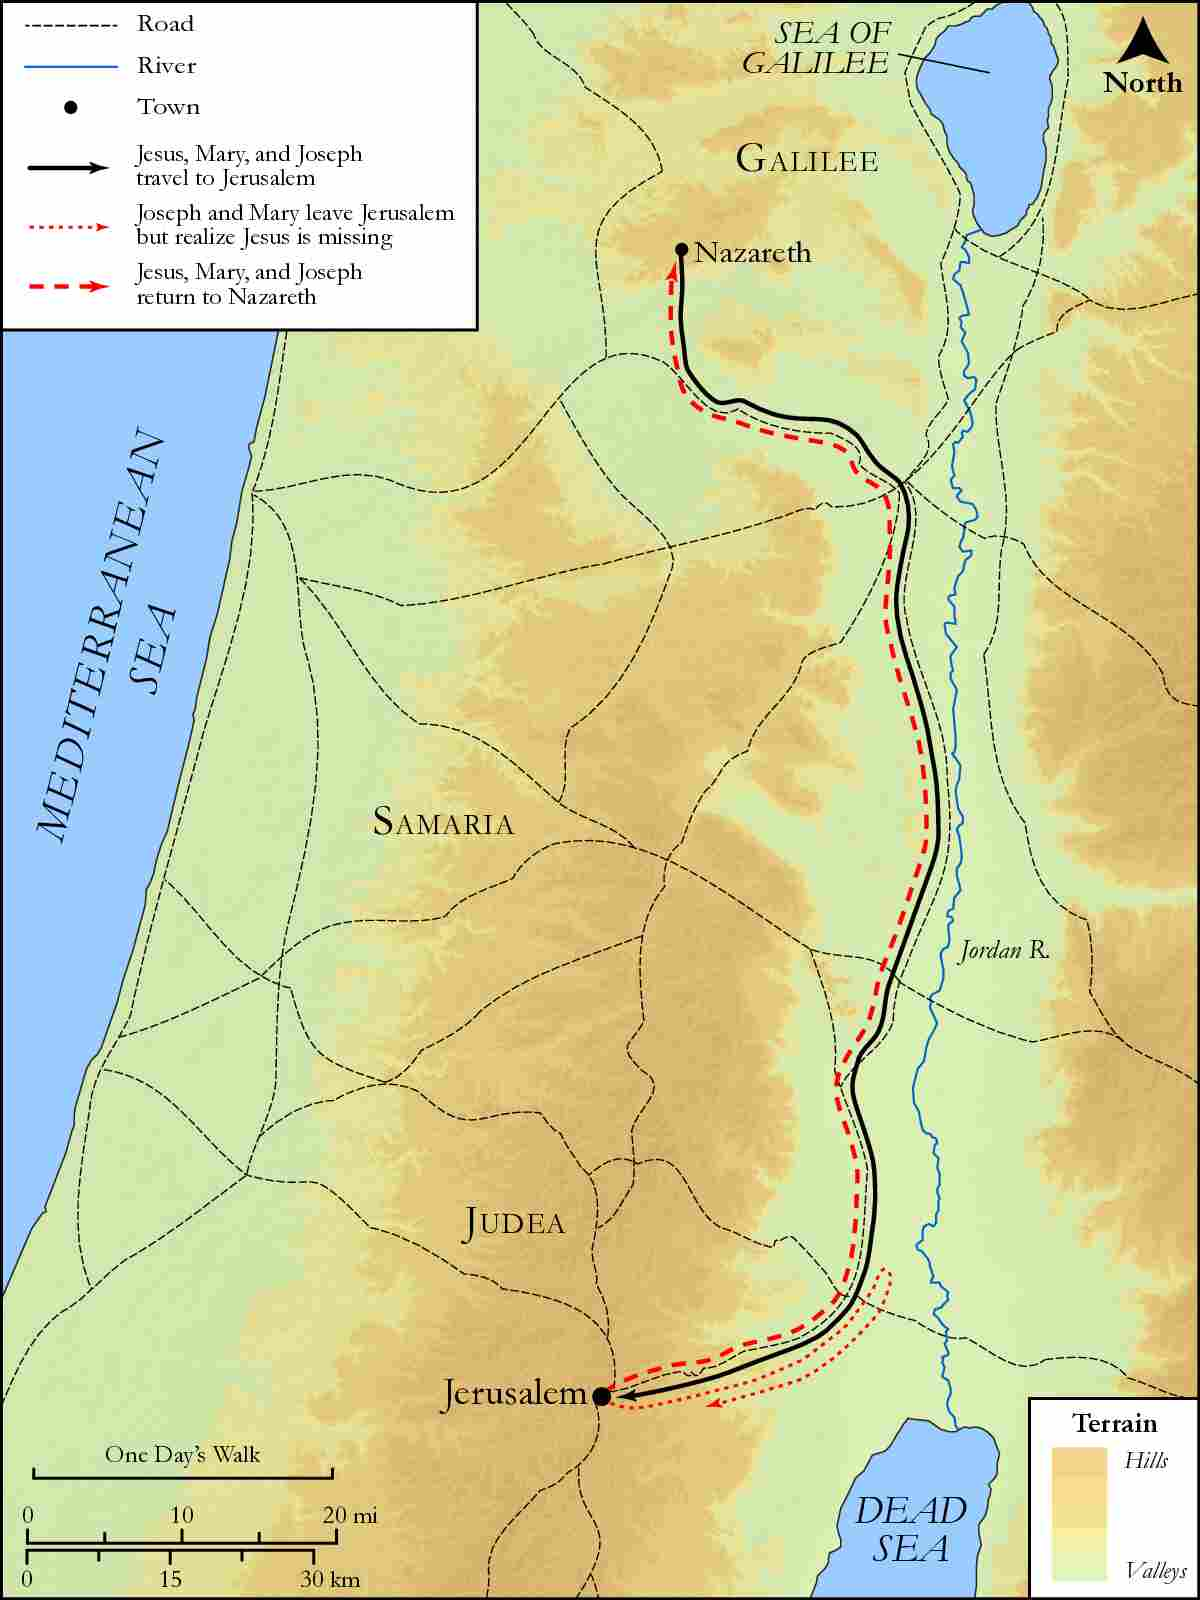 Road
River
Town
Jesus, Mary, and Joseph
travel to Jerusalem
Joseph and Mary leave Jerusalem
but realize Jesus is missing
Jesus, Mary, and Joseph
return to Nazareth
SEA OF
GALILEE
North
GALILEE
Nazareth
MEDITERRANEAN
SEA
SAMARIA
Jordan R.
JUDEA
Jerusalem
One Day's Walk
0 10 20 mi
0 15 30 km
DEAD
SEA
Terrain
Hills
Valleys